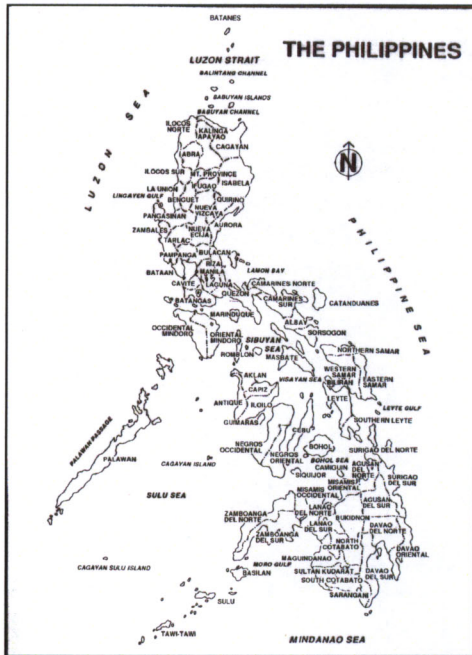 BATANES
THE PHILIPPINES
LUZON STRAIT
BALINTANG CHANNEL
BABUYAN ISLANDS
BABUYAN CHANNEL
LUZON SEA
ILOCOS
NORTE
KALINGA
APAYAO
CAGAYAN
ABRA
N
ILOCOS SUR
MT. PROVINCE
IFUGAO
ISABELA
LA UNION
LINGAYEN GULF
BENGUET
QUIRINO
NUEVA
VIZCAYA
PANGASINAN
AURORA
ZAMBALES
NUEVA
ECIJA
TARLAC
PHILIPPINE SEA
PAMPANGA
BULACAN
RIZAL
LAMON BAY
BATAAN
MANILA
CAVITE
LAGUNA
CAMARINES NORTE
QUEZON
CAMARINES
SUR
CATANDUANES
BATANGAS
MARINDUQUE
ALBAY
OCCIDENTAL
MINDORO
ORIENTAL
MINDORO
SIBUYAN
SEA
SORSOGON
ROMBLON
MASBATE
NORTHERN SAMAR
AKLAN
VISAYAN SEA
WESTERN
SAMAR
BILIRAN
EASTERN
SAMAR
CAPIZ
LEYTE
ANTIQUE
ILOILO
LEYTE GULF
GUIMARAS
CEBU
SOUTHERN LEYTE
PALAWAN PASSAGE
PALAWAN
NEGROS
OCCIDENTAL
BOHOL
SURIGAO DEL NORTE
CAGAYAN ISLAND
NEGROS
ORIENTAL
BOHOL SEA
CAMIGUIN
AGUSAN
DEL
NORTE
SURIGAO
DEL SUR
SIQUIJOR
MISAMIS
ORIENTAL
SULU SEA
MISAMIS
OCCIDENTAL
AGUSAN
DEL SUR
ZAMBOANGA
DEL NORTE
LANAO
DEL NORTE
BUKIDNON
LANAO
DEL SUR
DAVAO
DEL NORTE
ZAMBOANGA
DEL SUR
NORTH
COTABATO
DAVAO
ORIENTAL
MAGUINDANAO
MORO GULF
SULTAN KUDARAT
DAVAO
DEL
SUR
CAGAYAN SULU ISLAND
BASILAN
SOUTH COTABATO
SARANGANI
SULU
TAWI-TAWI
MINDANAO SEA